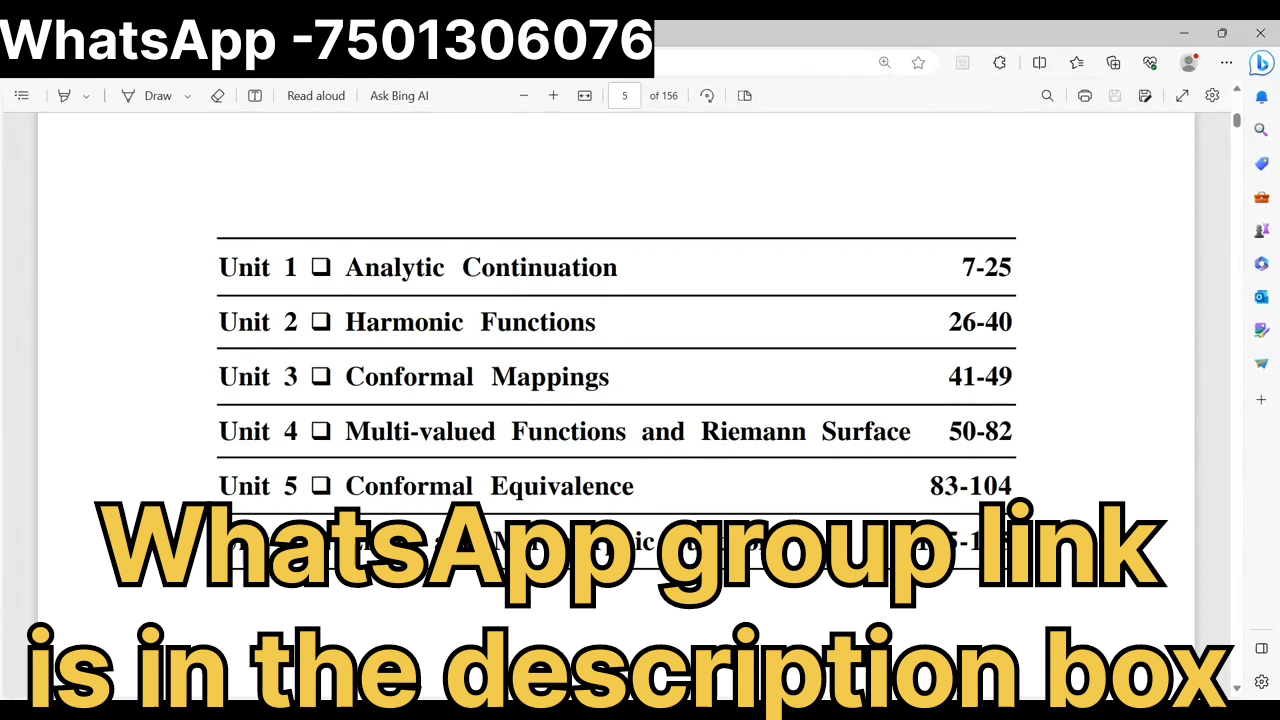 WhatsApp -7501306076
Draw
Read aloud
Ask Bing AI
5 of 156
Unit 1 ❑ Analytic Continuation 7-25
Unit 2 ❑ Harmonic Functions 26-40
Unit 3 ❑ Conformal Mappings 41-49
Unit 4 ❑ Multi-valued Functions and Riemann Surface 50-82
Unit 5 ❑ Conformal Equivalence 83-104
WhatsApp group link
is in the description box